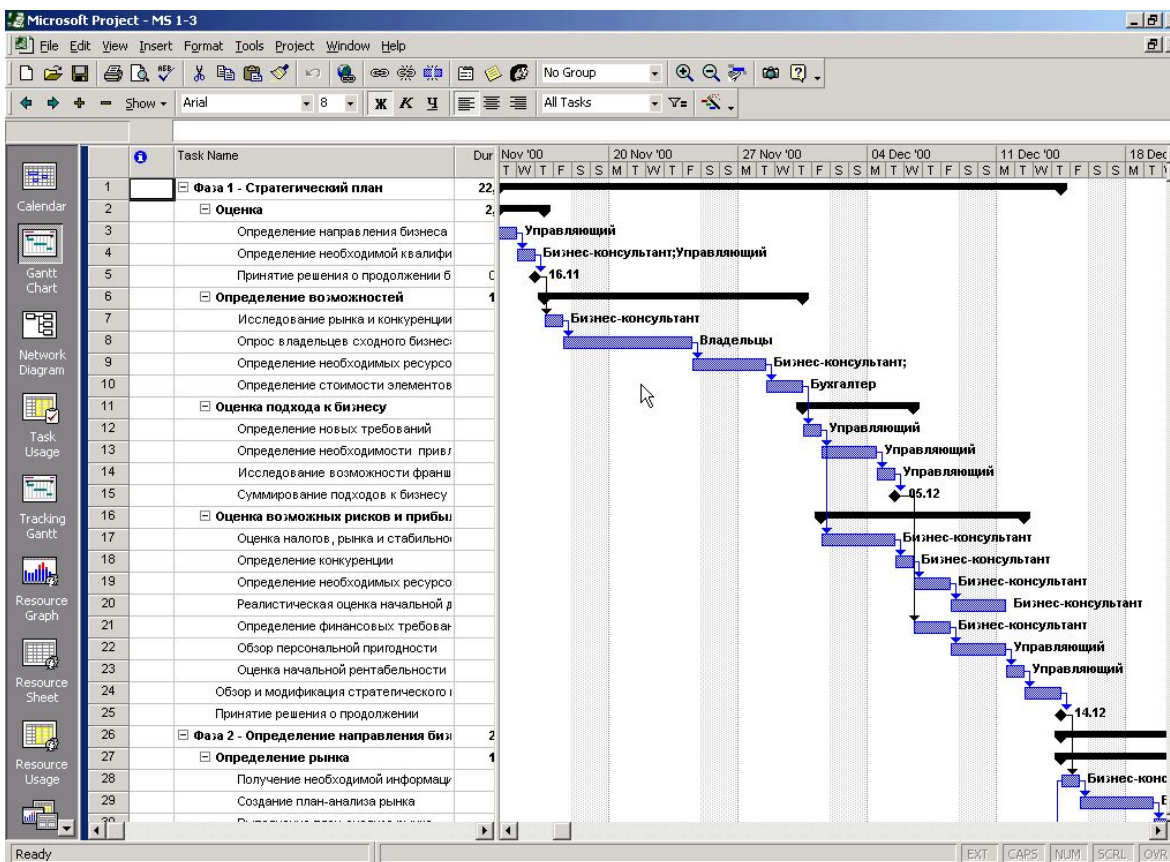 Microsoft Project - MS 1-3
File Edit View Insert Format Tools Project Window Help
No Group
Show Arial 8 Ж К Ч All Tasks
Task Name Dur Nov '00 20 Nov '00 27 Nov '00 04 Dec '00 11 Dec '00 18 Dec
T W T F S S M T W T F S S M T W T F S S M T W T F S S M T W T F S S M T
1 Фаза 1 - Стратегический план 22,
2 Оценка 2,
3 Определение направления бизнеса Управляющий
4 Определение необходимой квалифи Бизнес-консультант;Управляющий
5 Принятие решения о продолжении б 0 16.11
6 Определение возможностей 1
7 Исследование рынка и конкуренции Бизнес-консультант
8 Опрос владельцев сходного бизнес Владельцы
9 Определение необходимых ресурсо Бизнес-консультант;
10 Определение стоимости элементов Бухгалтер
11 Оценка подхода к бизнесу
12 Определение новых требований Управляющий
13 Определение необходимости привл Управляющий
14 Исследование возможности франш Управляющий
15 Суммирование подходов к бизнесу 05.12
16 Оценка возможных рисков и прибы
17 Оценка налогов, рынка и стабильно Бизнес-консультант
18 Определение конкуренции Бизнес-консультант
19 Определение необходимых ресурсо Бизнес-консультант
20 Реалистическая оценка начальной д Бизнес-консультант
21 Определение финансовых требован Бизнес-консультант
22 Обзор персональной пригодности Управляющий
23 Оценка начальной рентабельности Управляющий
24 Обзор и модификация стратегического
25 Принятие решения о продолжении 14.12
26 Фаза 2 - Определение направления биз 2
27 Определение рынка 1
28 Получение необходимой информаци Бизнес-конс
29 Создание план-анализа рынка
Calendar
Gantt
Chart
Network
Diagram
Task
Usage
Tracking
Gantt
Resource
Graph
Resource
Sheet
Resource
Usage
Ready EXT CAPS NUM SCRL OVR